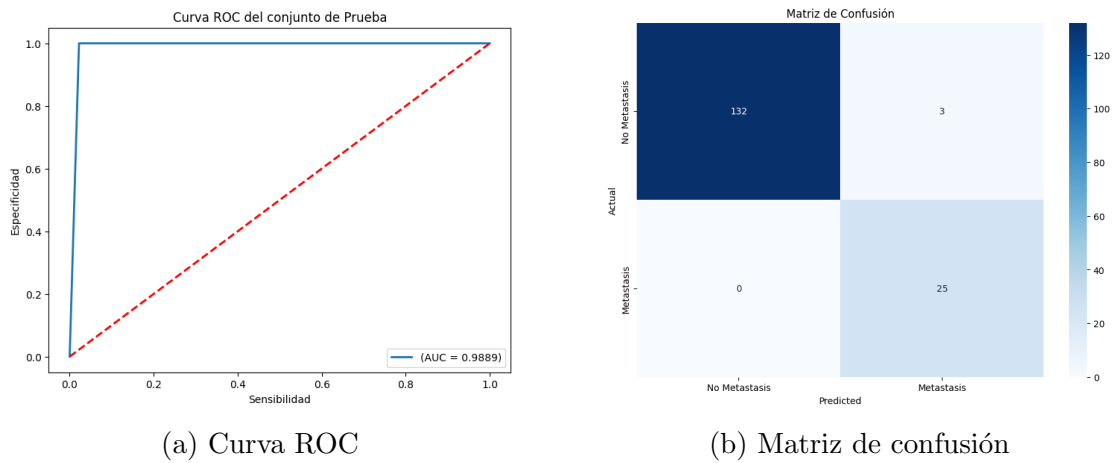 Curva ROC del conjunto de Prueba
1.0
0.8
0.6
0.4
0.2
0.0
Especificidad
0.0 0.2 0.4 0.6 0.8 1.0
Sensibilidad
(AUC = 0.9889)
(a) Curva ROC
Matriz de Confusión
No Metastasis
Metastasis
Actual
132 3
0 25
No Metastasis Metastasis
Predicted
120
100
80
60
40
20
0
(b) Matriz de confusión